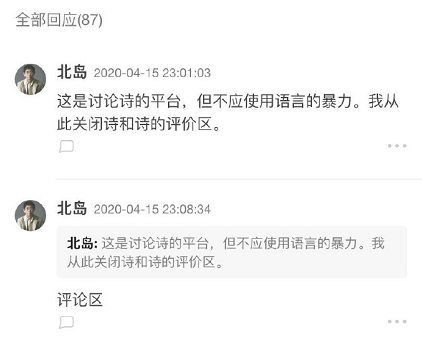 全部回应(87)
北岛 2020-04-15 23:01:03
这是讨论诗的平台，但不应使用语言的暴力。我从
此关闭诗和诗的评价区。
北岛 2020-04-15 23:08:34
北岛: 这是讨论诗的平台，但不应使用语言的暴力。我
从此关闭诗和诗的评价区。
评论区